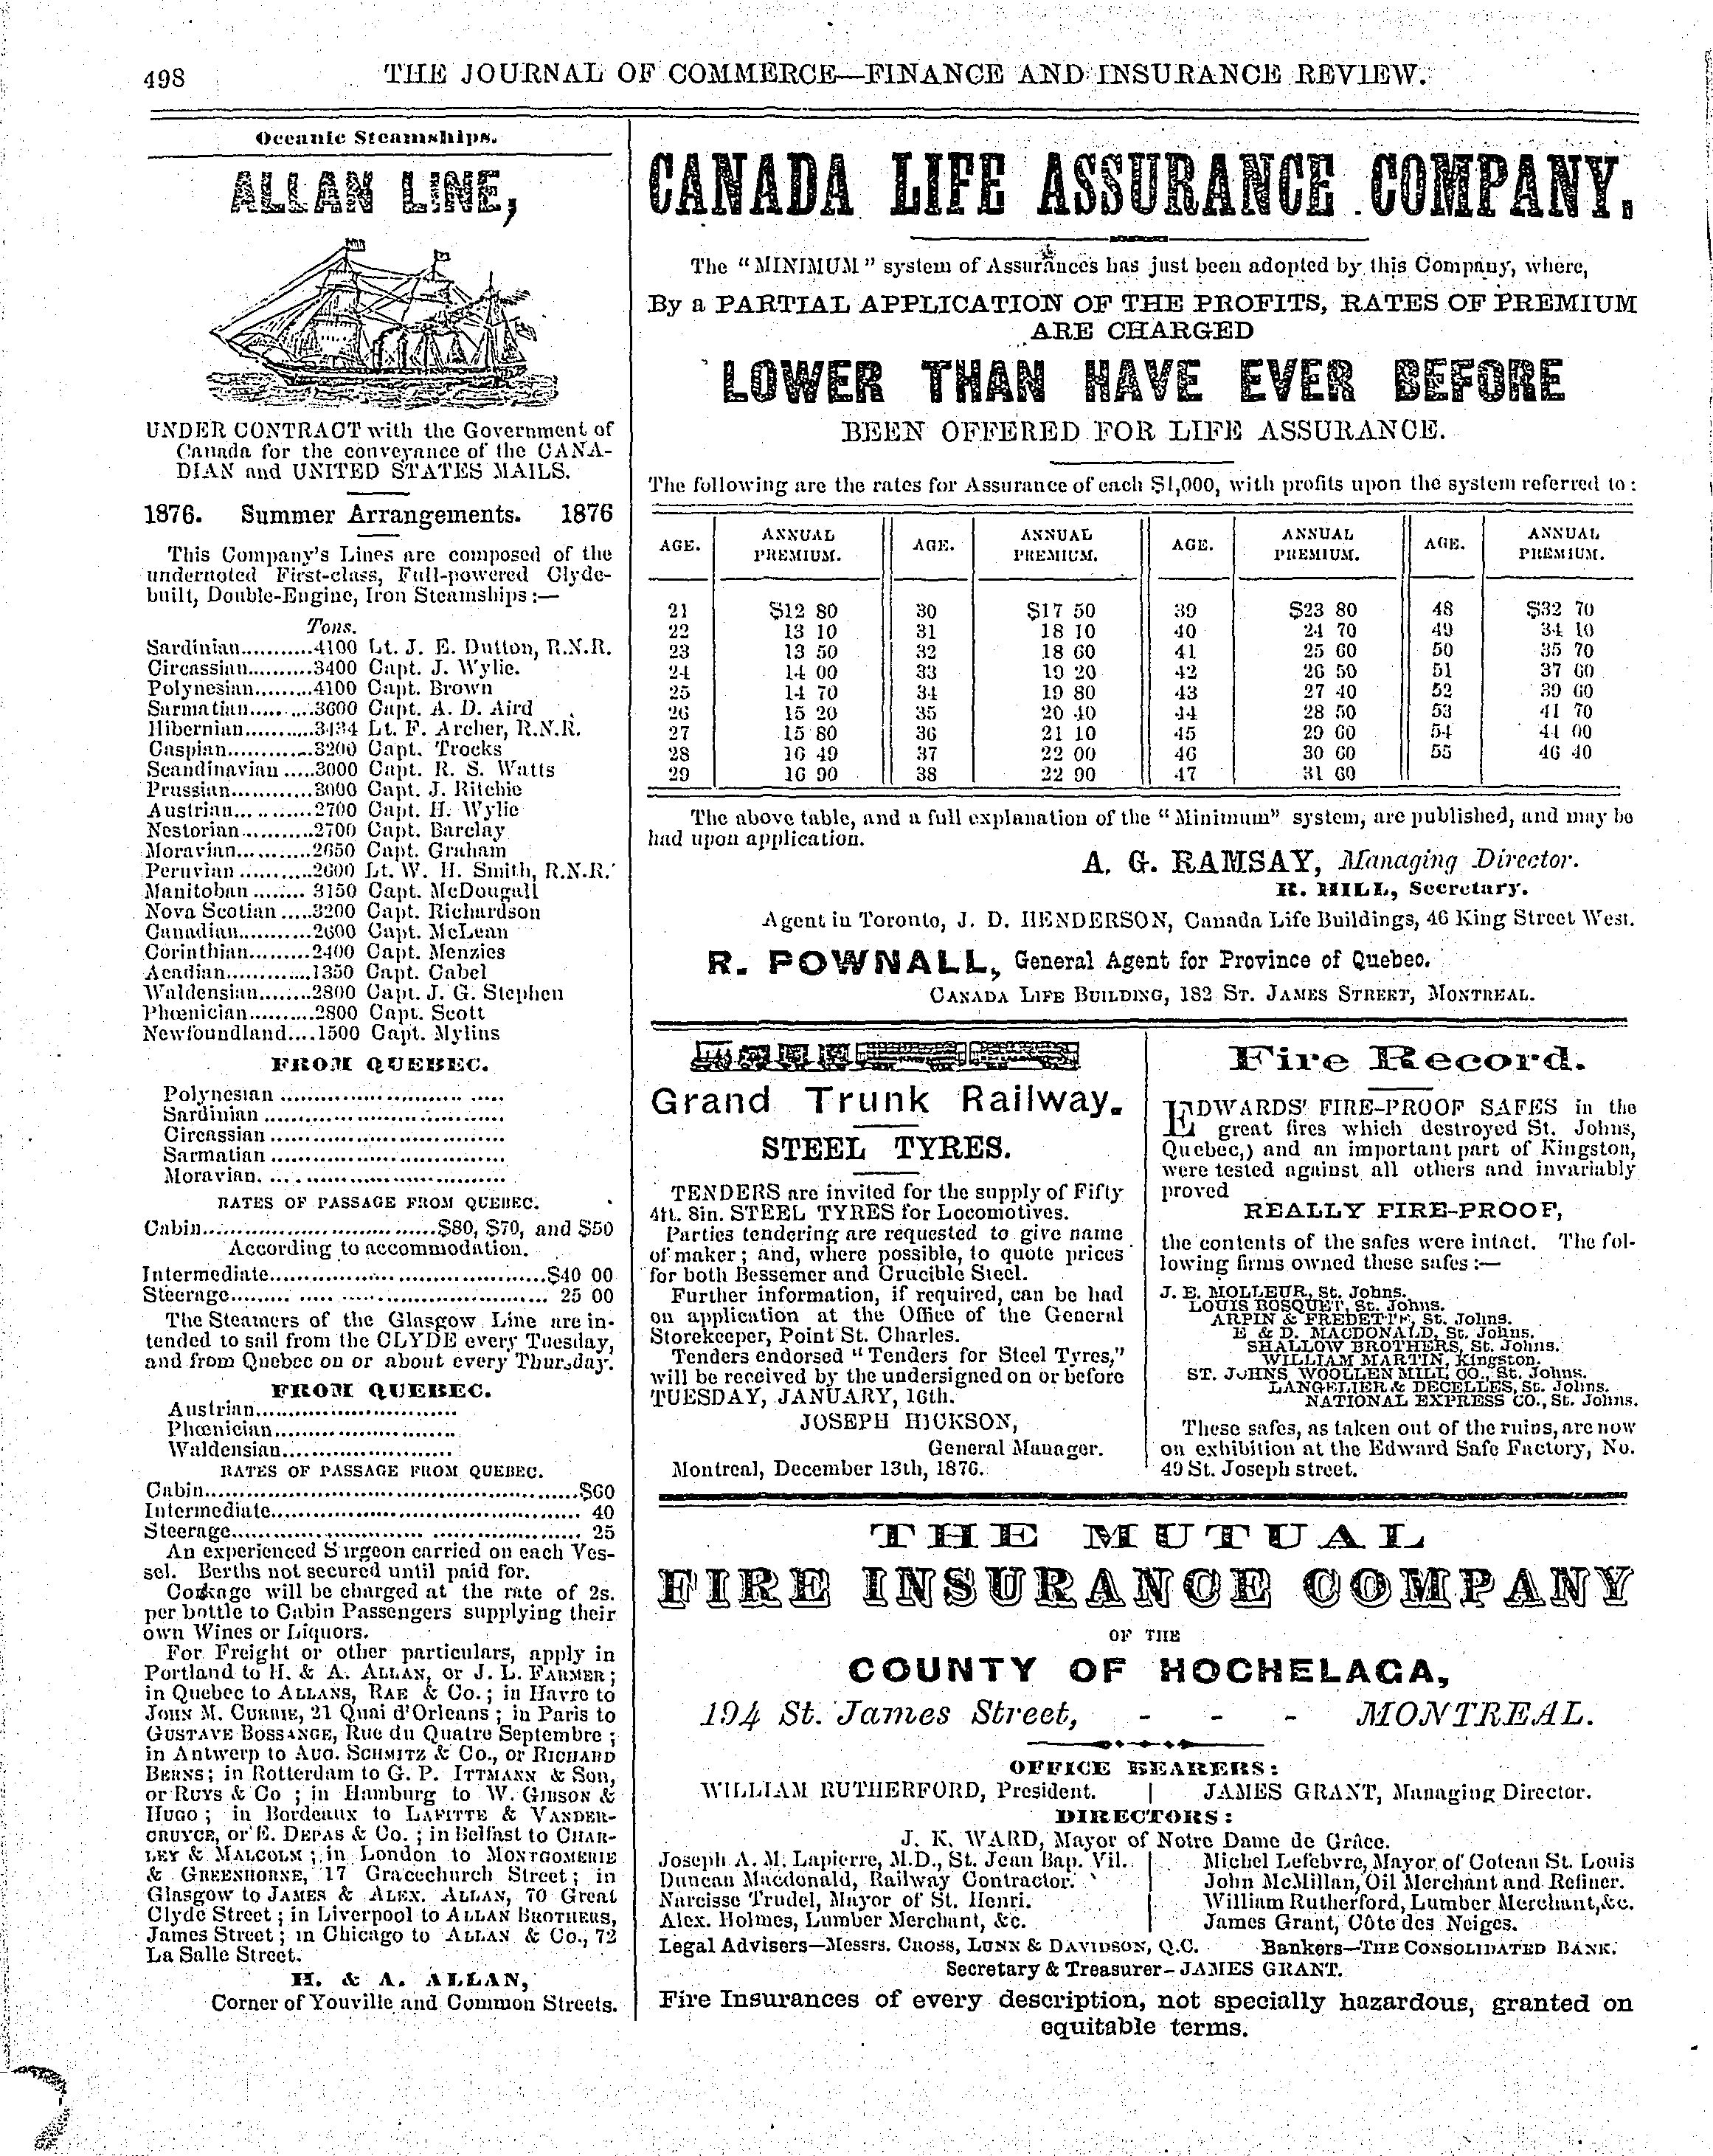 498
THE JOURNAL OF COMMERCE—FINANCE AND INSURANCE REVIEW.
Oceanic Steamships.
ALLAN LINE,
UNDER CONTRACT with the Government of
Canada for the conveyance of the CANA-
DIAN and UNITED STATES MAILS.
1876. Summer Arrangements. 1876
This Company's Lines are composed of the
undernoted First-class, Full-powered Clyde-
built, Double-Engine, Iron Steamships:—
Tons.
Sardinian...........4100 Lt. J. E. Dutton, R.N.R.
Circassian..........3400 Capt. J. Wylie.
Polynesian.........4100 Capt. Brown
Sarmatian..........3600 Capt. A. D. Aird
Hibernian..........3434 Lt. F. Archer, R.N.R.
Caspian............3200 Capt. Trocks
Scandinavian.....3000 Capt. R. S. Watts
Prussian............3000 Capt. J. Ritchie
Austrian............2700 Capt. H. Wylie
Nestorian..........2700 Capt. Barclay
Moravian...........2650 Capt. Graham
Peruvian..........2600 Lt. W. H. Smith, R.N.R.
Manitoban........ 3150 Capt. McDougall
Nova Scotian.....3200 Capt. Richardson
Canadian...........2600 Capt. McLean
Corinthian.........2400 Capt. Menzies
Acadian............1350 Capt. Cabel
Waldensian........2800 Capt. J. G. Stephen
Phœnician..........2800 Capt. Scott
Newfoundland....1500 Capt. Mylins
FROM QUEBEC.
Polynesian ..............................
Sardinian ..............................
Circassian ..............................
Sarmatian ..............................
Moravian. ..............................
RATES OF PASSAGE FROM QUEBEC.
Cabin..............................$80, $70, and $50
According to accommodation.
Intermediate..............................$40 00
Steerage.............................. 25 00
The Steamers of the Glasgow Line are in-
tended to sail from the CLYDE every Tuesday,
and from Quebec on or about every Thursday.
FROM QUEBEC.
Austrian..............................
Phœnician..............................
Waldensian..............................
RATES OF PASSAGE FROM QUEBEC.
Cabin..............................$60
Intermediate.............................. 40
Steerage.............................. 25
An experienced Surgeon carried on each Ves-
sel. Berths not secured until paid for.
Corkage will be charged at the rate of 2s.
per bottle to Cabin Passengers supplying their
own Wines or Liquors.
For Freight or other particulars, apply in
Portland to H. & A. ALLAN, or J. L. FARMER;
in Quebec to ALLANS, RAE & Co.; in Havre to
JOHN M. CURRIE, 21 Quai d'Orleans; in Paris to
GUSTAVE BOSSANGE, Rue du Quatre Septembre;
in Antwerp to AUG. SCHMITZ & Co., or RICHARD
BERNS; in Rotterdam to G. P. ITTMANN & SON,
or RUYS & Co; in Hamburg to W. GIBSON &
HUGO; in Bordeaux to LAFITTE & VANDER-
CRUYCE, or E. DEPAS & Co.; in Belfast to CHAR-
LEY & MALCOLM; in London to MONTGOMERIE
& GREENHORNE, 17 Gracechurch Street; in
Glasgow to JAMES & ALEX. ALLAN, 70 Great
Clyde Street; in Liverpool to ALLAN BROTHERS,
James Street; in Chicago to ALLAN & Co., 72
La Salle Street.
H. & A. ALLAN,
Corner of Youville and Common Streets.
CANADA LIFE ASSURANCE COMPANY.
The "MINIMUM" system of Assurances has just been adopted by this Company, where,
By a PARTIAL APPLICATION OF THE PROFITS, RATES OF PREMIUM
ARE CHARGED
LOWER THAN HAVE EVER BEFORE
BEEN OFFERED FOR LIFE ASSURANCE.
The following are the rates for Assurance of each $1,000, with profits upon the system referred to:
AGE. ANNUAL PREMIUM. AGE. ANNUAL PREMIUM. AGE. ANNUAL PREMIUM. AGE. ANNUAL PREMIUM.
21 $12 80 30 $17 50 39 $23 80 48 $32 70
22 13 10 31 18 10 40 24 70 49 34 10
23 13 50 32 18 60 41 25 60 50 35 70
24 14 00 33 19 20 42 26 50 51 37 60
25 14 70 34 19 80 43 27 40 52 39 60
26 15 20 35 20 40 44 28 50 53 41 70
27 15 80 36 21 10 45 29 60 54 44 00
28 16 49 37 22 00 46 30 60 55 46 40
29 16 90 38 22 90 47 31 60
The above table, and a full explanation of the "Minimum" system, are published, and may be
had upon application.
A. G. RAMSAY, Managing Director.
R. HILL, Secretary.
Agent in Toronto, J. D. HENDERSON, Canada Life Buildings, 46 King Street West.
R. POWNALL, General Agent for Province of Quebec.
CANADA LIFE BUILDING, 182 ST. JAMES STREET, MONTREAL.
Grand Trunk Railway.
STEEL TYRES.
TENDERS are invited for the supply of Fifty
4ft. 8in. STEEL TYRES for Locomotives.
Parties tendering are requested to give name
of maker; and, where possible, to quote prices
for both Bessemer and Crucible Steel.
Further information, if required, can be had
on application at the Office of the General
Storekeeper, Point St. Charles.
Tenders endorsed "Tenders for Steel Tyres,"
will be received by the undersigned on or before
TUESDAY, JANUARY, 16th.
JOSEPH HICKSON,
General Manager.
Montreal, December 13th, 1876.
Fire Record.
EDWARDS' FIRE-PROOF SAFES in the
great fires which destroyed St. Johns,
Quebec,) and an important part of Kingston,
were tested against all others and invariably
proved
REALLY FIRE-PROOF,
the contents of the safes were intact. The fol-
lowing firms owned these safes:—
J. E. MOLLEUR, St. Johns.
LOUIS BOSQUET, St. Johns.
ARPIN & FREDETTE, St. Johns.
E & D. MACDONALD, St. Johns.
SHALLOW BROTHERS, St. Johns.
WILLIAM MARTIN, Kingston.
ST. JOHNS WOOLLEN MILL CO., St. Johns.
LANGELIER & DECELLES, St. Johns.
NATIONAL EXPRESS CO., St. Johns.
These safes, as taken out of the ruins, are now
on exhibition at the Edward Safe Factory, No.
49 St. Joseph street.
THE MUTUAL
FIRE INSURANCE COMPANY
OF THE
COUNTY OF HOCHELAGA,
194 St. James Street, - - - MONTREAL.
OFFICE BEARERS:
WILLIAM RUTHERFORD, President. | JAMES GRANT, Managing Director.
DIRECTORS:
J. K. WARD, Mayor of Notre Dame de Grâce.
Joseph A. M. Lapierre, M.D., St. Jean Bap. Vil. | Michel Lefebvre, Mayor of Cotean St. Louis
Duncan Macdonald, Railway Contractor. | John McMillan, Oil Merchant and Refiner.
Narcisse Trudel, Mayor of St. Henri. | William Rutherford, Lumber Merchant, &c.
Alex. Holmes, Lumber Merchant, &c. | James Grant, Côte des Neiges.
Legal Advisers—Messrs. CROSS, LUNN & DAVIDSON, Q.C. Bankers—THE CONSOLIDATED BANK.
Secretary & Treasurer—JAMES GRANT.
Fire Insurances of every description, not specially hazardous, granted on
equitable terms.